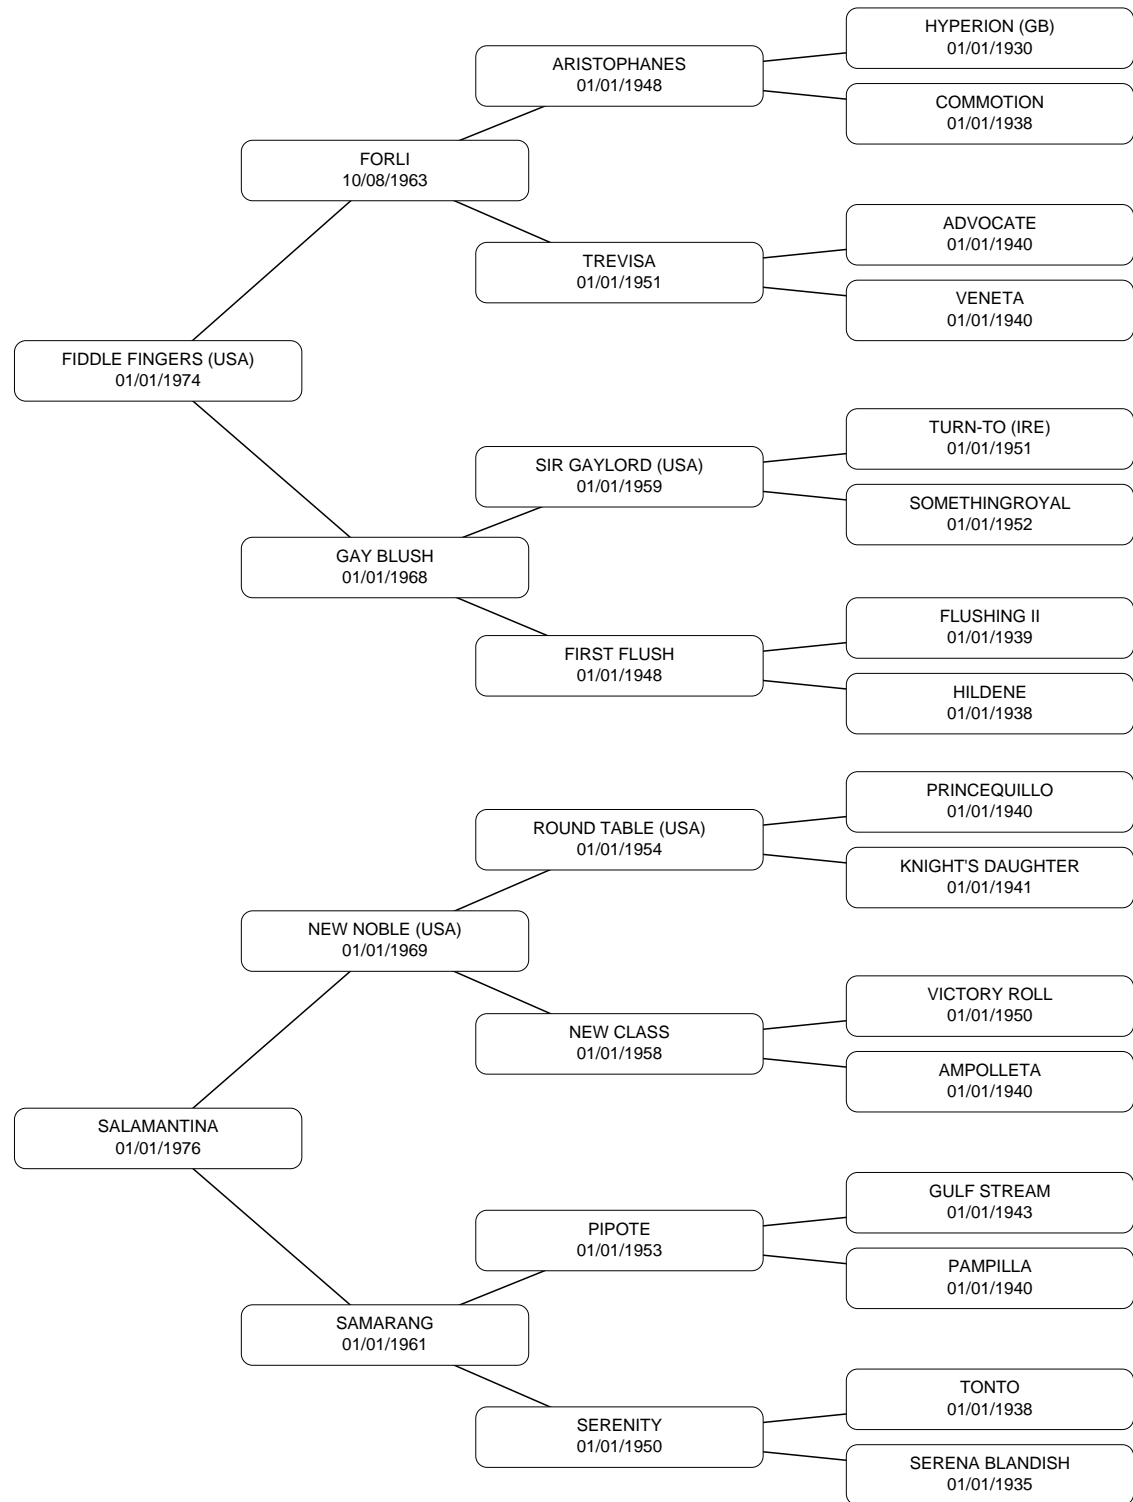 HYPERION (GB)
01/01/1930
ARISTOPHANES
01/01/1948
COMMOTION
01/01/1938
FORLI
10/08/1963
ADVOCATE
01/01/1940
TREVISA
01/01/1951
VENETA
01/01/1940
FIDDLE FINGERS (USA)
01/01/1974
TURN-TO (IRE)
01/01/1951
SIR GAYLORD (USA)
01/01/1959
SOMETHINGROYAL
01/01/1952
GAY BLUSH
01/01/1968
FLUSHING II
01/01/1939
FIRST FLUSH
01/01/1948
HILDENE
01/01/1938
PRINCEQUILLO
01/01/1940
ROUND TABLE (USA)
01/01/1954
KNIGHT'S DAUGHTER
01/01/1941
NEW NOBLE (USA)
01/01/1969
VICTORY ROLL
01/01/1950
NEW CLASS
01/01/1958
AMPOLLETA
01/01/1940
SALAMANTINA
01/01/1976
GULF STREAM
01/01/1943
PIPOTE
01/01/1953
PAMPILLA
01/01/1940
SAMARANG
01/01/1961
TONTO
01/01/1938
SERENITY
01/01/1950
SERENA BLANDISH
01/01/1935